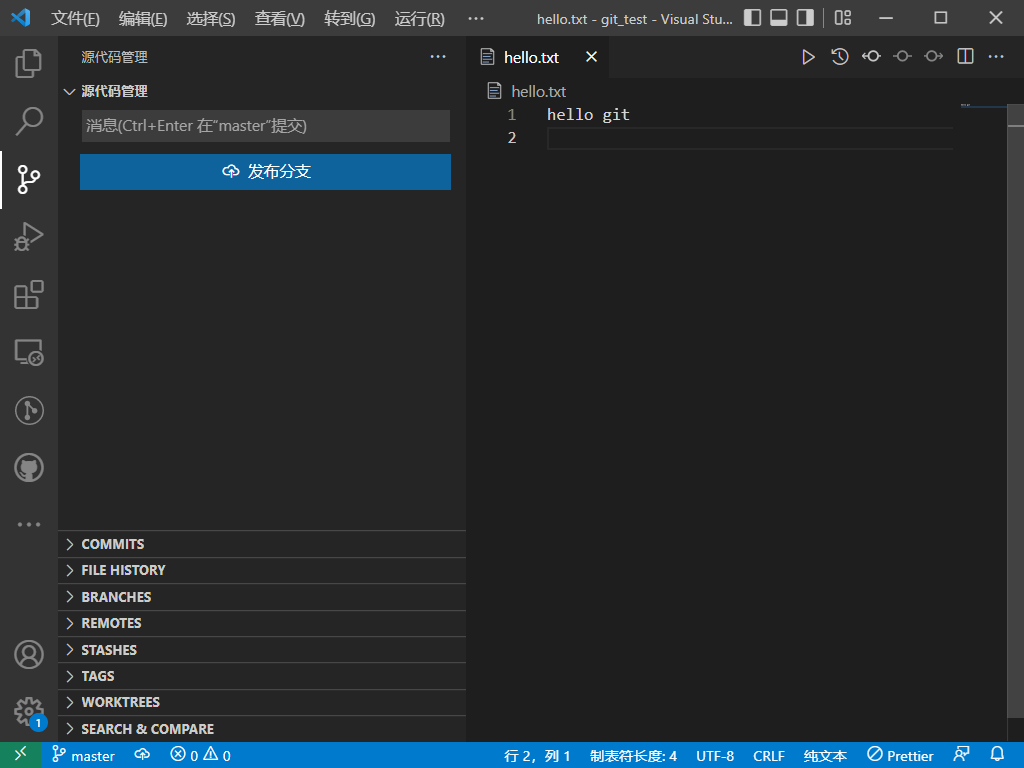 文件(F) 编辑(E) 选择(S) 查看(V) 转到(G) 运行(R) ··· hello.txt - git_test - Visual Stu...
源代码管理 ···
源代码管理
消息(Ctrl+Enter 在“master”提交)
发布分支
COMMITS
FILE HISTORY
BRANCHES
REMOTES
STASHES
TAGS
WORKTREES
SEARCH & COMPARE
hello.txt
hello.txt
1 hello git
2
1
master 0 0 行 2，列 1 制表符长度: 4 UTF-8 CRLF 纯文本 Prettier